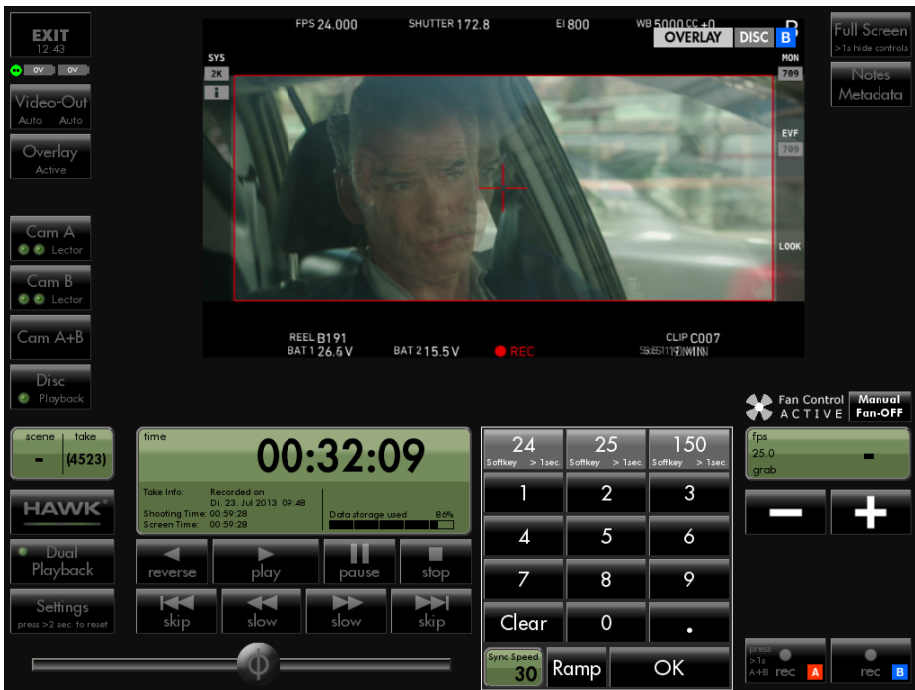 EXIT
12:43
0V 0V
Video-Out
Auto Auto
Overlay
Active
Cam A
Lector
Cam B
Lector
Cam A+B
Disc
Playback
FPS 24.000 SHUTTER 172.8 EI 800 WB 5000 CC +0
OVERLAY DISC B
SYS
2K
MON
709
EVF
709
LOOK
REEL B191
BAT 1 26.6 V BAT 2 15.5 V REC
CLIP C007
Full Screen
>1s hide controls
Notes
Metadata
Fan Control
ACTIVE
Manual
Fan-OFF
scene take
- (4523)
time
00:32:09
Take Info: Recorded on
Di. 23. Jul 2013 09:48
Shooting Time: 00:59:28
Screen Time: 00:59:28
Data storage used 86%
HAWK
Dual
Playback
Settings
press >2 sec. to reset
reverse play pause stop
skip slow slow skip
24 25 150
Softkey > 1sec. Softkey > 1sec. Softkey > 1sec.
1 2 3
4 5 6
7 8 9
Clear 0 .
Sync Speed
30 Ramp OK
fps
25.0
grab
-
- +
press
>1s
A+B rec A
rec B